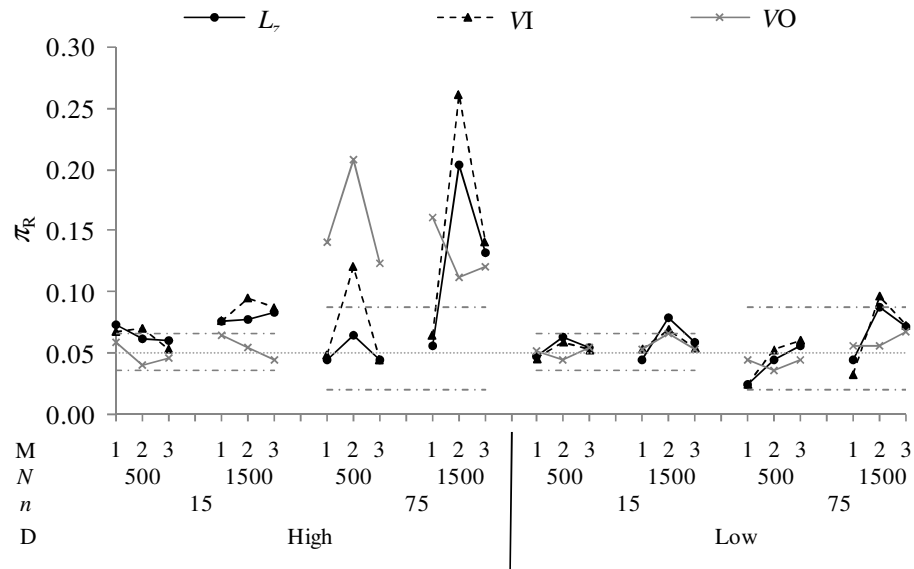 L₇ VI VO
0.30
0.25
0.20
0.15
0.10
0.05
0.00
π_R
M 1 2 3 1 2 3 1 2 3 1 2 3 1 2 3 1 2 3 1 2 3 1 2 3
N 500 1500 500 1500 500 1500 500 1500
n 15 75 15 75
D High Low